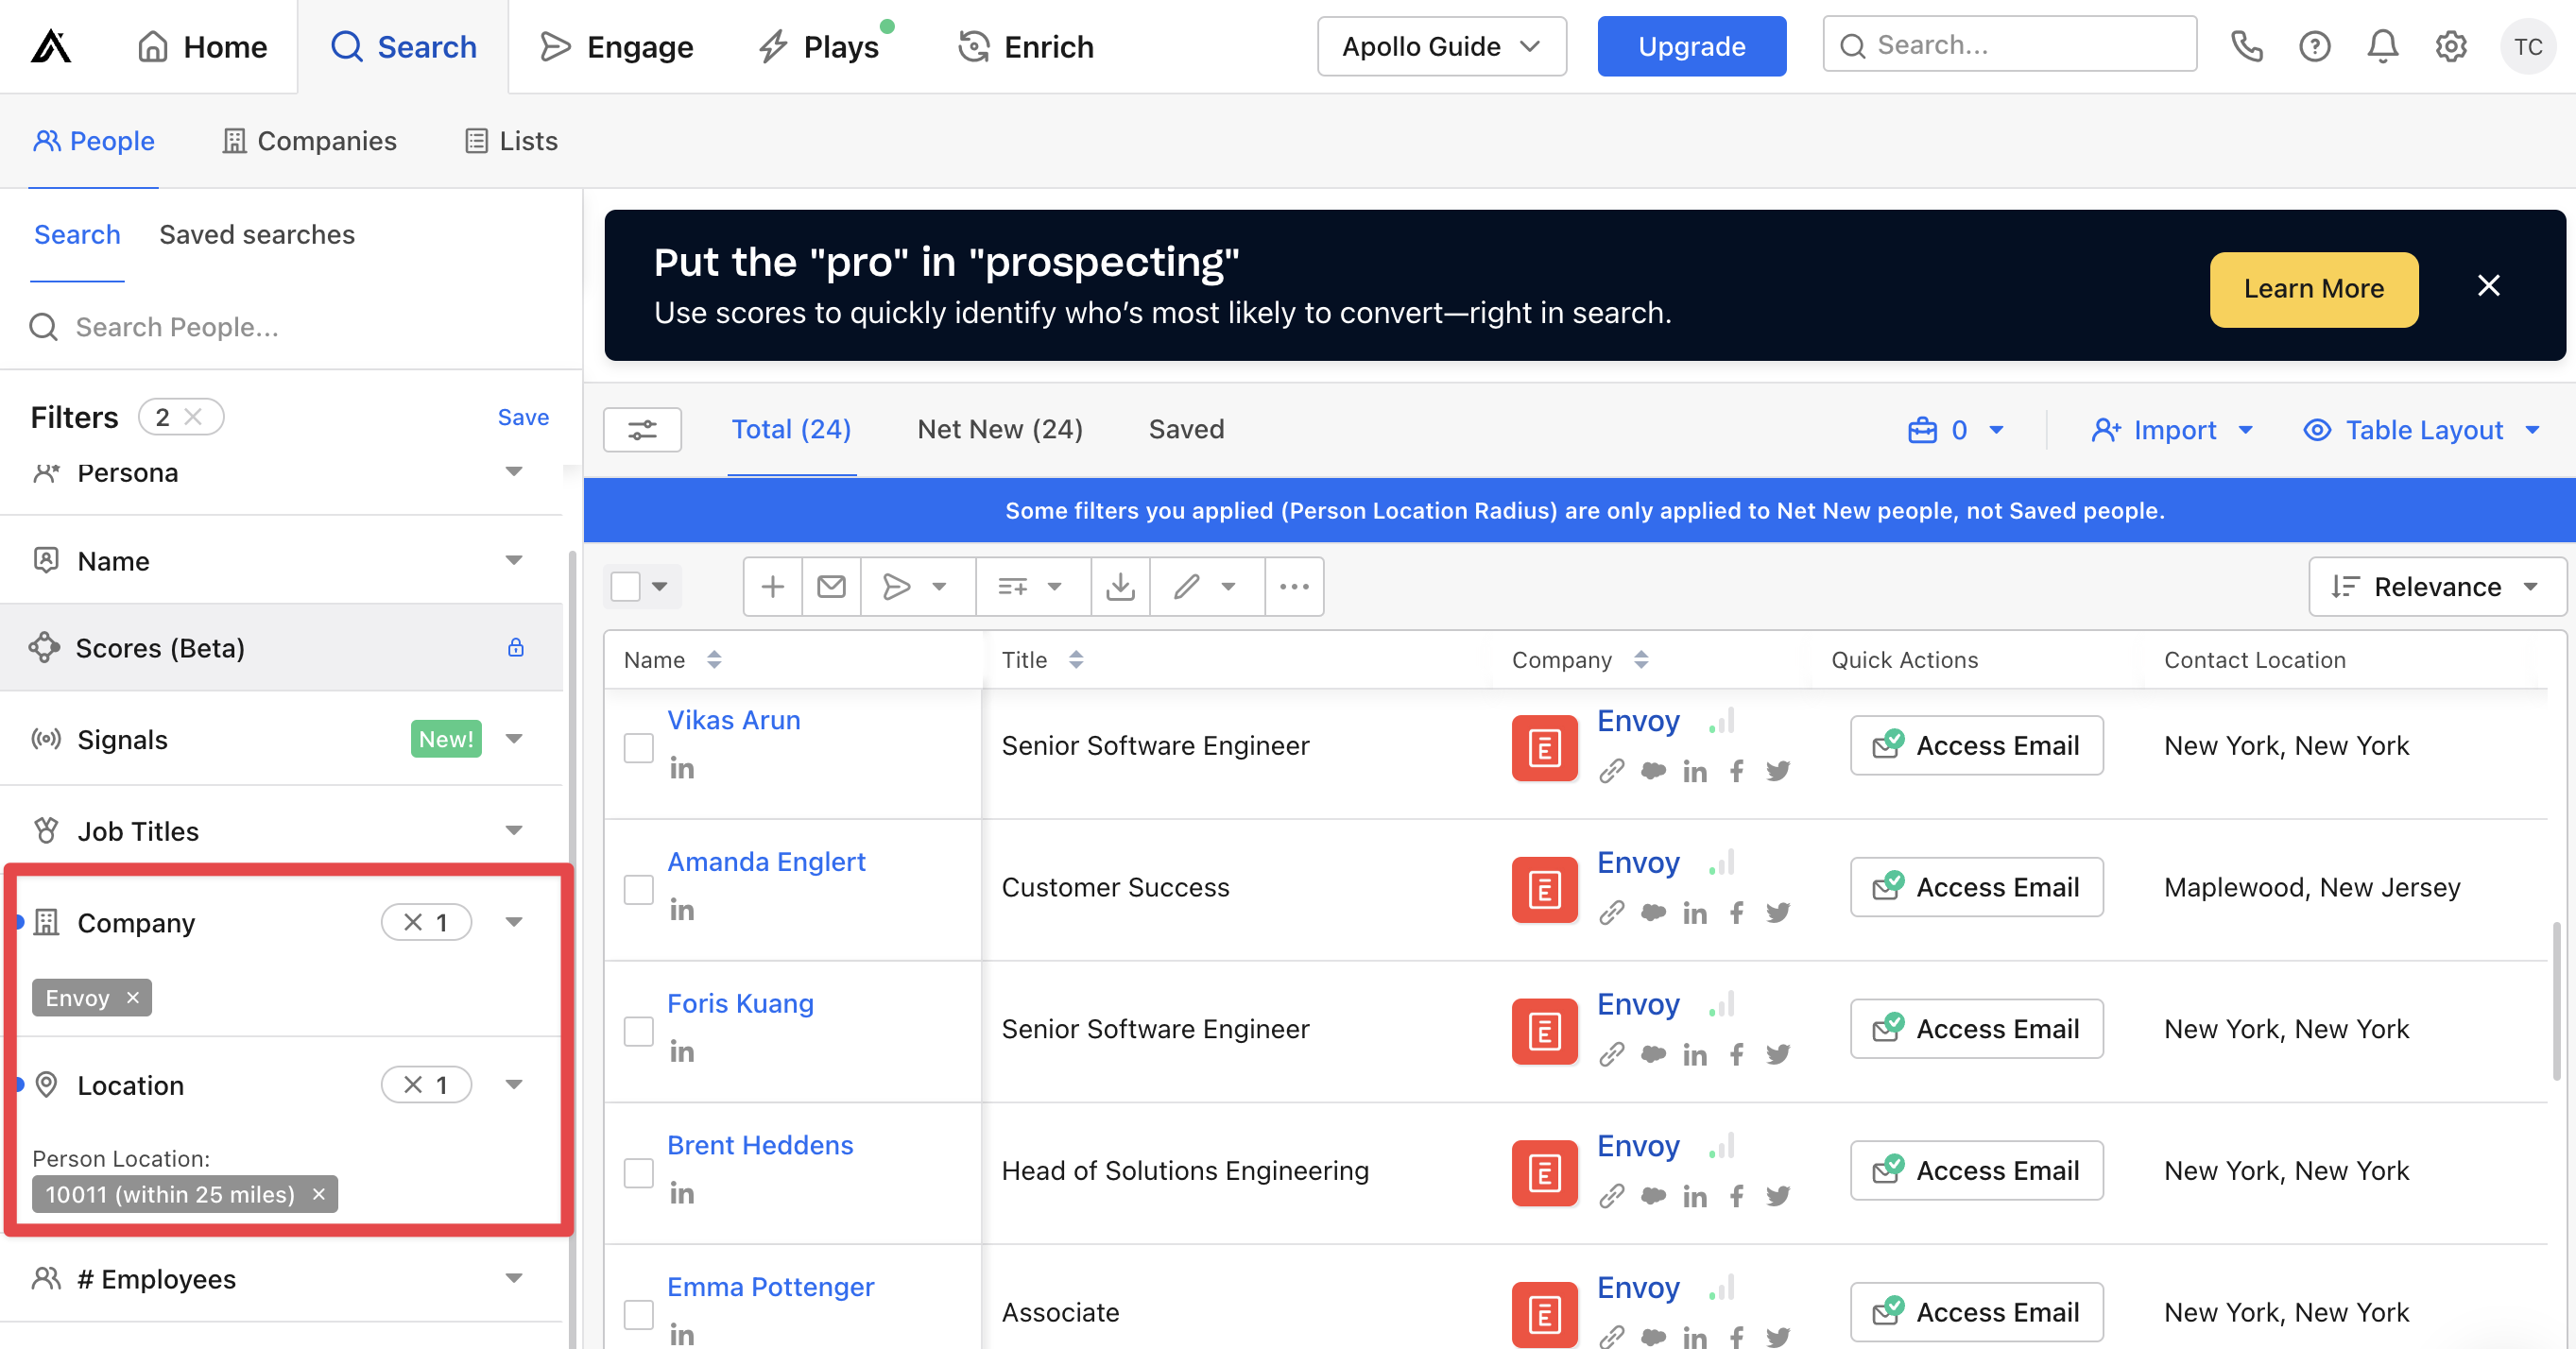 Home
Search
Engage
Plays
Enrich
Apollo Guide
Upgrade
Search...
TC
People
Companies
Lists
Search
Saved searches
Search People...
Put the "pro" in "prospecting"
Use scores to quickly identify who’s most likely to convert—right in search.
Learn More
Filters
2
Save
Persona
Name
Scores (Beta)
Signals
New!
Job Titles
Company
1
Envoy
Location
1
Person Location:
10011 (within 25 miles)
# Employees
Total (24)
Net New (24)
Saved
0
Import
Table Layout
Some filters you applied (Person Location Radius) are only applied to Net New people, not Saved people.
Relevance
Name
Title
Company
Quick Actions
Contact Location
Vikas Arun
Senior Software Engineer
Envoy
Access Email
New York, New York
Amanda Englert
Customer Success
Envoy
Access Email
Maplewood, New Jersey
Foris Kuang
Senior Software Engineer
Envoy
Access Email
New York, New York
Brent Heddens
Head of Solutions Engineering
Envoy
Access Email
New York, New York
Emma Pottenger
Associate
Envoy
Access Email
New York, New York